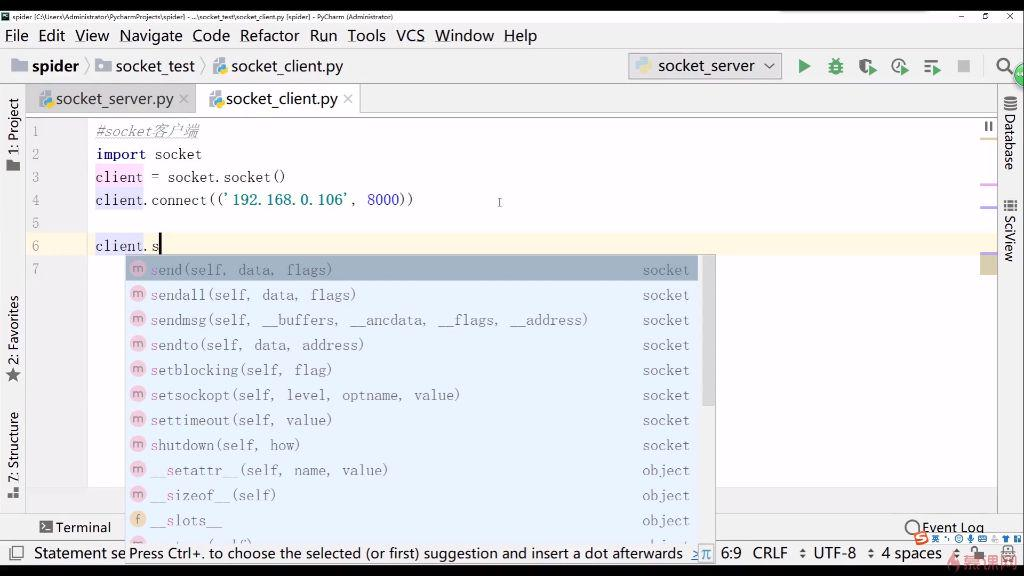 spider [C:\Users\Administrator\PycharmProjects\spider] - ...\socket_test\socket_client.py [spider] - PyCharm (Administrator)
File Edit View Navigate Code Refactor Run Tools VCS Window Help
spider socket_test socket_client.py socket_server
socket_server.py socket_client.py
1: Project
2: Favorites
7: Structure
Database
SciView
1 #socket客户端
2 import socket
3 client = socket.socket()
4 client.connect(('192.168.0.106', 8000))
5
6 client.s
7
m send(self, data, flags) socket
m sendall(self, data, flags) socket
m sendmsg(self, __buffers, __ancdata, __flags, __address) socket
m sendto(self, data, address) socket
m setblocking(self, flag) socket
m setsockopt(self, level, optname, value) socket
m settimeout(self, value) socket
m shutdown(self, how) socket
m __setattr__(self, name, value) object
m __sizeof__(self) object
f __slots__ object
Press Ctrl+. to choose the selected (or first) suggestion and insert a dot afterwards >> π
Terminal Event Log
Statement se 6:9 CRLF UTF-8 4 spaces
英
慕课网